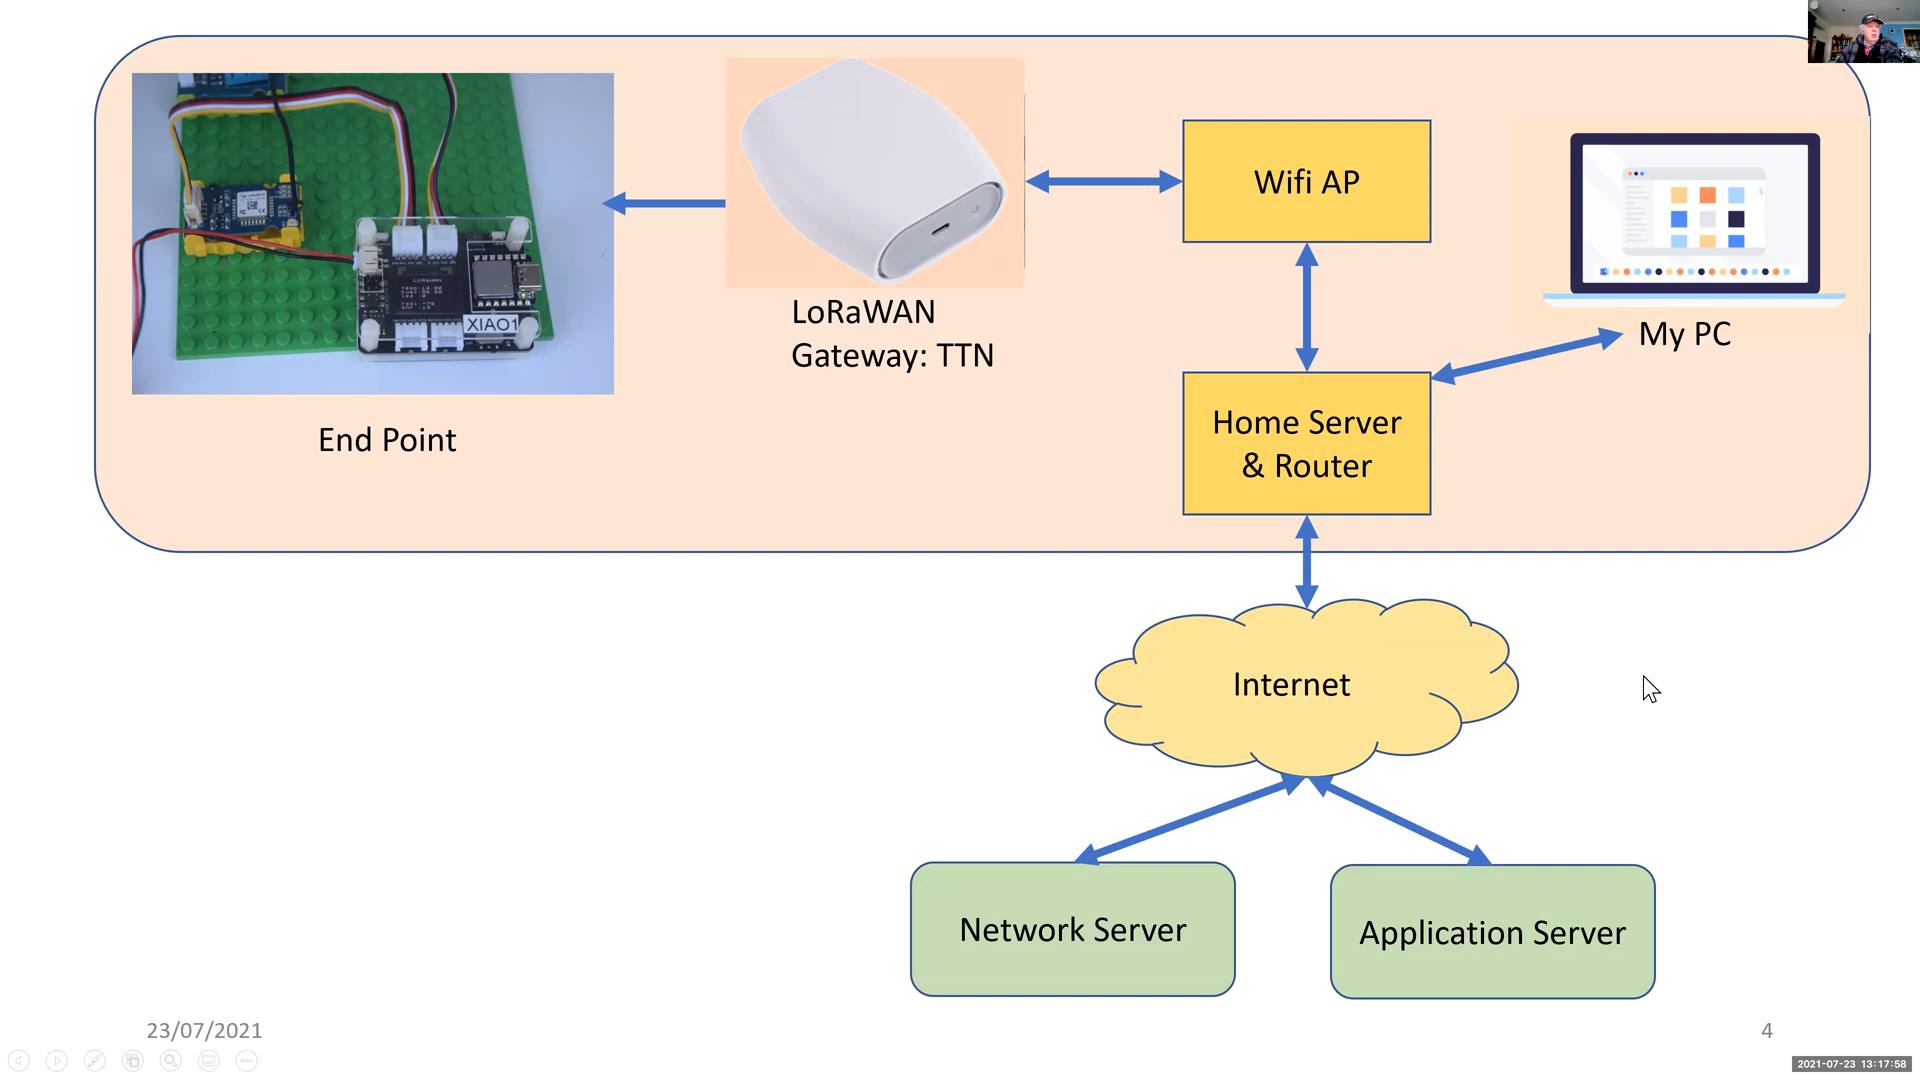 Wifi AP
XIAO1
LoRaWAN
Gateway: TTN
My PC
Home Server
& Router
End Point
Internet
Network Server
Application Server
23/07/2021
4
2021-07-23 13:17:58